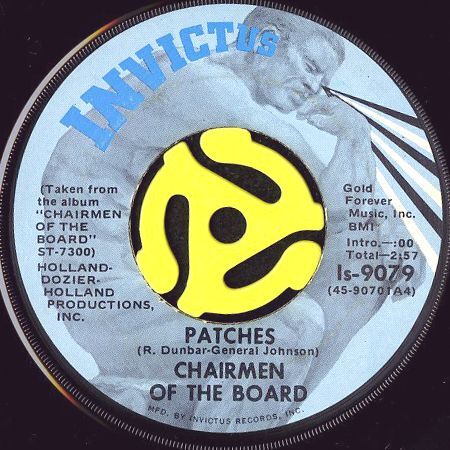 INVICTUS
(Taken from
the album
"CHAIRMEN
OF THE
BOARD"
ST-7300)
HOLLAND-
DOZIER-
HOLLAND
PRODUCTIONS,
INC.
Gold
Forever
Music, Inc.
BMI
Intro.—:00
Total—2:57
Is-9079
(45-90701A4)
PATCHES
(R. Dunbar-General Johnson)
CHAIRMEN
OF THE BOARD
MFD. BY INVICTUS RECORDS, INC.